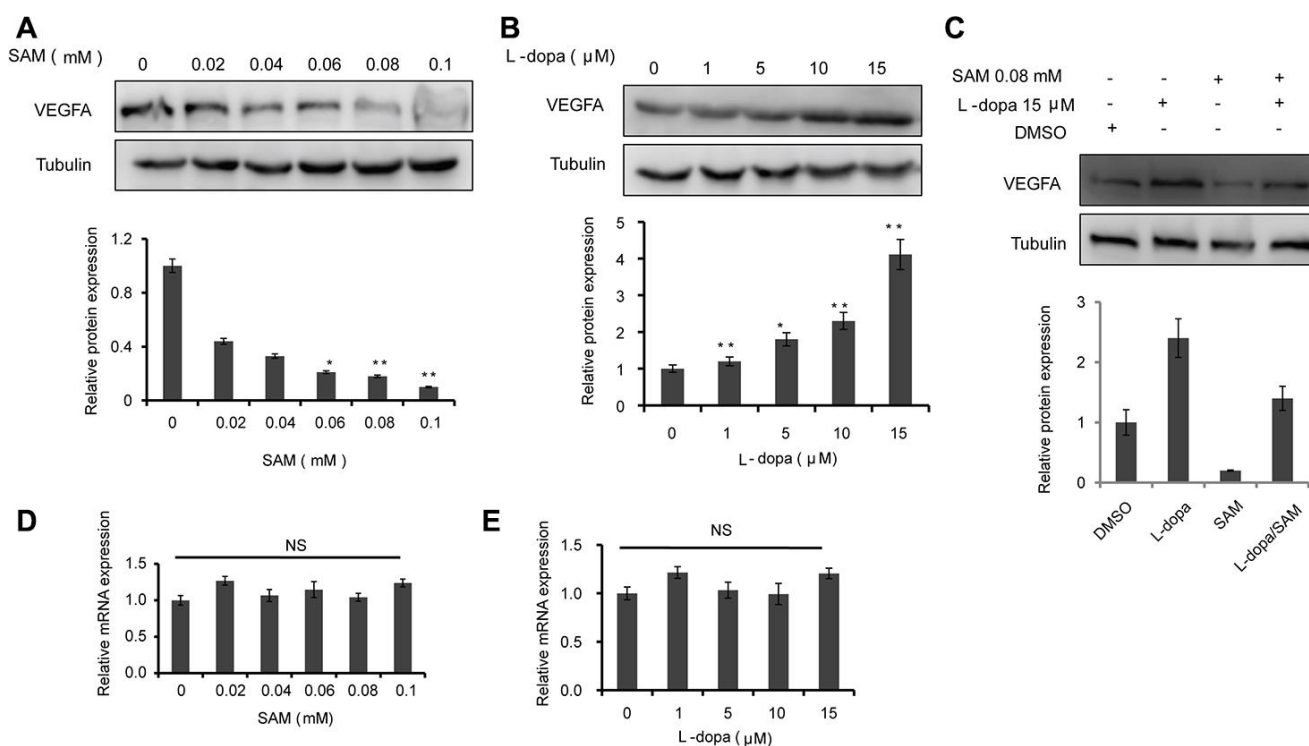 A
SAM ( mM )
0 0.02 0.04 0.06 0.08 0.1
VEGFA
Tubulin
Relative protein expression
1.2
0.8
0.4
0
* ** **
0 0.02 0.04 0.06 0.08 0.1
SAM ( mM )
B
L-dopa ( μM )
0 1 5 10 15
VEGFA
Tubulin
Relative protein expression
5
4
3
2
1
0
** * ** **
0 1 5 10 15
L-dopa ( μM )
C
SAM 0.08 mM - - + +
L-dopa 15 μM - + - +
DMSO + - - -
VEGFA
Tubulin
Relative protein expression
3
2
1
0
DMSO
L-dopa
SAM
L-dopa/SAM
D
NS
Relative mRNA expression
1.5
1.0
0.5
0.0
0 0.02 0.04 0.06 0.08 0.1
SAM (mM)
E
NS
Relative mRNA expression
1.5
1.0
0.5
0.0
0 1 5 10 15
L-dopa ( μM)